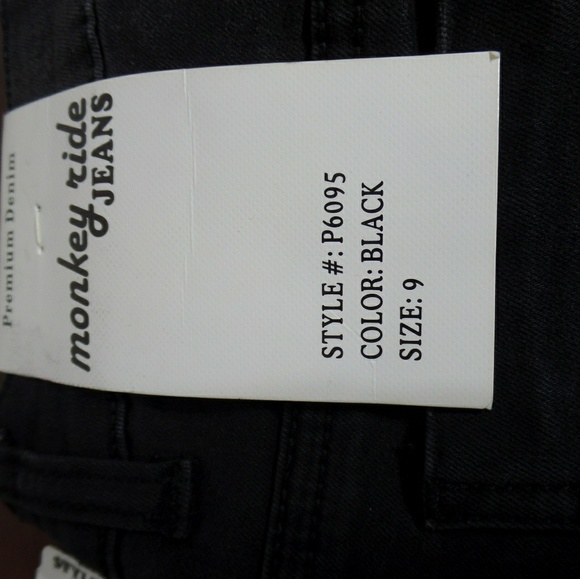 Premium Denim
monkey ride
JEANS
STYLE #: P6095
COLOR: BLACK
SIZE: 9